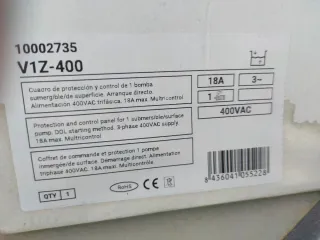 10002735
V1Z-400
Cuadro de protección y control de 1 bomba
sumergible/de superficie. Arranque directo.
Alimentación 400VAC trifásica. 18A max. Multicontrol
Protection and control panel for 1 submersible/surface
pump. DOL starting method. 3-phase 400VAC supply.
18A maxi. Multicontrol
Coffret de commande et protection 1 pompe
immergée/de surface. Démarrage direct. Alimentation
triphasé 400VAC. 18A maxi. Multicontrôle
18A
3~
1
400VAC
8 436041 055228
QTY 1
RoHS
CE